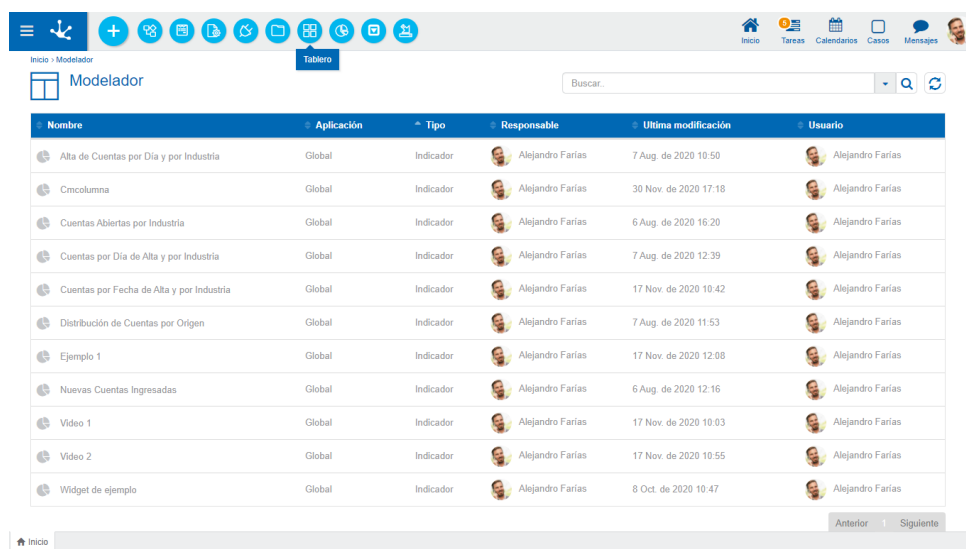 5
Inicio Tareas Calendarios Casos Mensajes
Inicio > Modelador
Tablero
Modelador
Buscar..
Nombre Aplicación Tipo Responsable Ultima modificación Usuario
Alta de Cuentas por Día y por Industria Global Indicador Alejandro Farías 7 Aug. de 2020 10:50 Alejandro Farías
Cmcolumna Global Indicador Alejandro Farías 30 Nov. de 2020 17:18 Alejandro Farías
Cuentas Abiertas por Industria Global Indicador Alejandro Farías 6 Aug. de 2020 16:20 Alejandro Farías
Cuentas por Día de Alta y por Industria Global Indicador Alejandro Farías 7 Aug. de 2020 12:39 Alejandro Farías
Cuentas por Fecha de Alta y por Industria Global Indicador Alejandro Farías 17 Nov. de 2020 10:42 Alejandro Farías
Distribución de Cuentas por Origen Global Indicador Alejandro Farías 7 Aug. de 2020 11:53 Alejandro Farías
Ejemplo 1 Global Indicador Alejandro Farías 17 Nov. de 2020 12:08 Alejandro Farías
Nuevas Cuentas Ingresadas Global Indicador Alejandro Farías 6 Aug. de 2020 12:16 Alejandro Farías
Video 1 Global Indicador Alejandro Farías 17 Nov. de 2020 10:03 Alejandro Farías
Video 2 Global Indicador Alejandro Farías 17 Nov. de 2020 10:55 Alejandro Farías
Widget de ejemplo Global Indicador Alejandro Farías 8 Oct. de 2020 10:47 Alejandro Farías
Anterior 1 Siguiente
Inicio